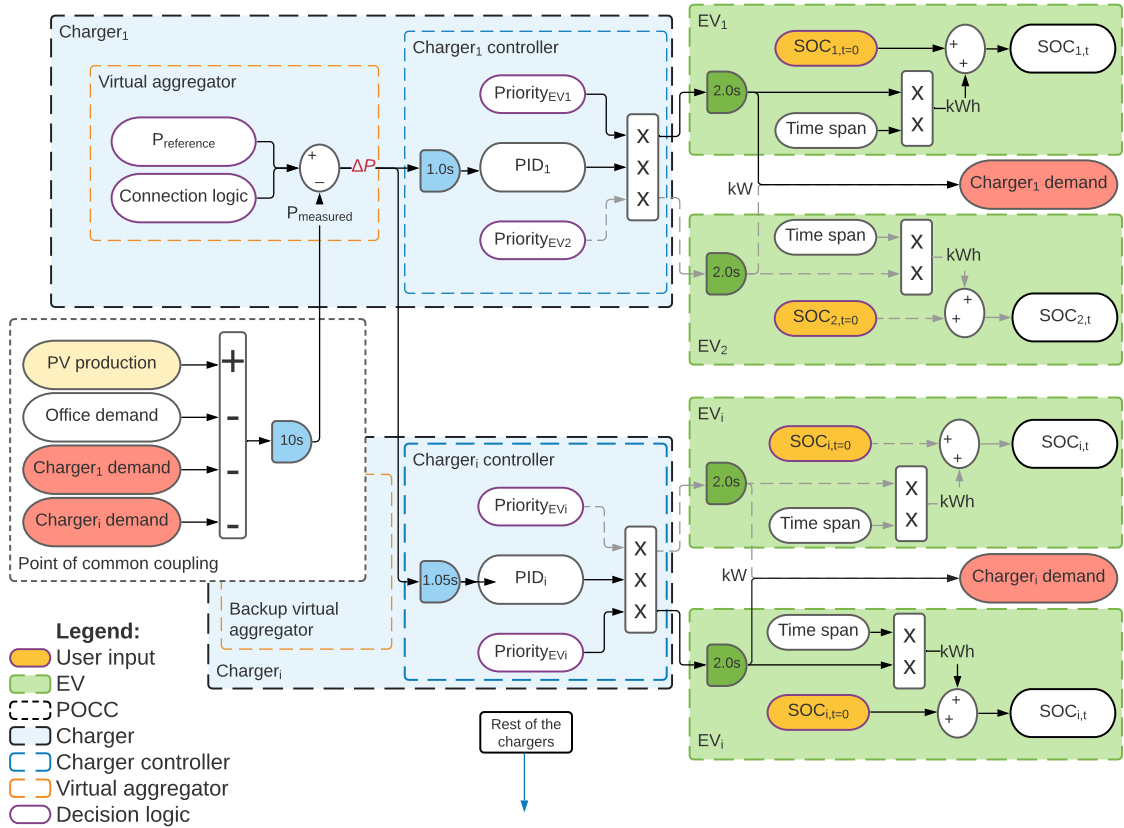 Charger1
Virtual aggregator
Preference
Connection logic
+
−
ΔP
Pmeasured
Charger1 controller
PriorityEV1
1.0s
PID1
PriorityEV2
X
X
X
EV1
SOC1,t=0
+
+
SOC1,t
2.0s
X
X
kWh
Time span
kW
Charger1 demand
Time span
X
X
kWh
2.0s
+
+
SOC2,t=0
SOC2,t
EV2
PV production
Office demand
Charger1 demand
Chargeri demand
+
-
-
-
10s
Point of common coupling
Backup virtual
aggregator
Chargeri
Chargeri controller
PriorityEVi
1.05s
PIDi
PriorityEVi
X
X
X
EVi
SOCi,t=0
+
+
SOCi,t
2.0s
X
X
kWh
Time span
kW
Chargeri demand
Time span
X
X
kWh
2.0s
+
+
SOCi,t=0
SOCi,t
EVi
Rest of the
chargers
Legend:
User input
EV
POCC
Charger
Charger controller
Virtual aggregator
Decision logic